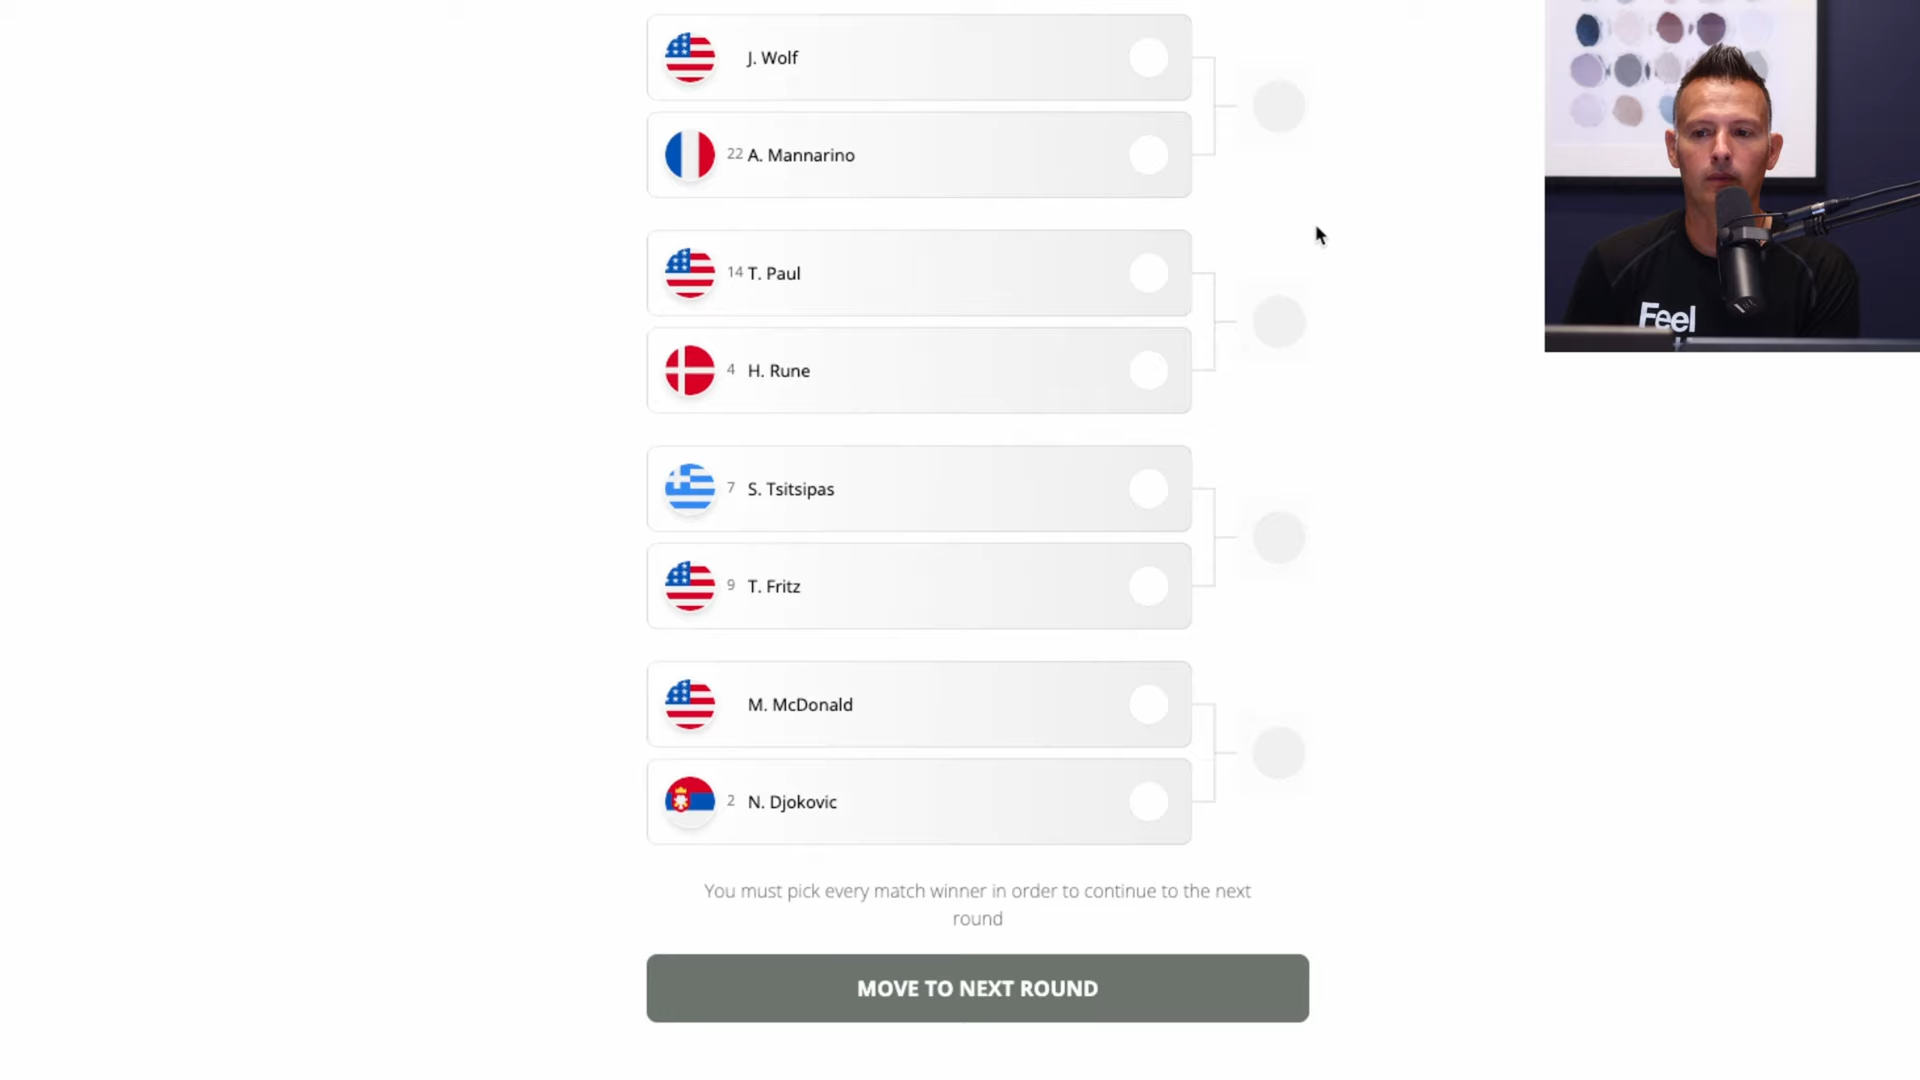 J. Wolf
22 A. Mannarino
14 T. Paul
4 H. Rune
7 S. Tsitsipas
9 T. Fritz
M. McDonald
2 N. Djokovic
You must pick every match winner in order to continue to the next
round
MOVE TO NEXT ROUND
Feel